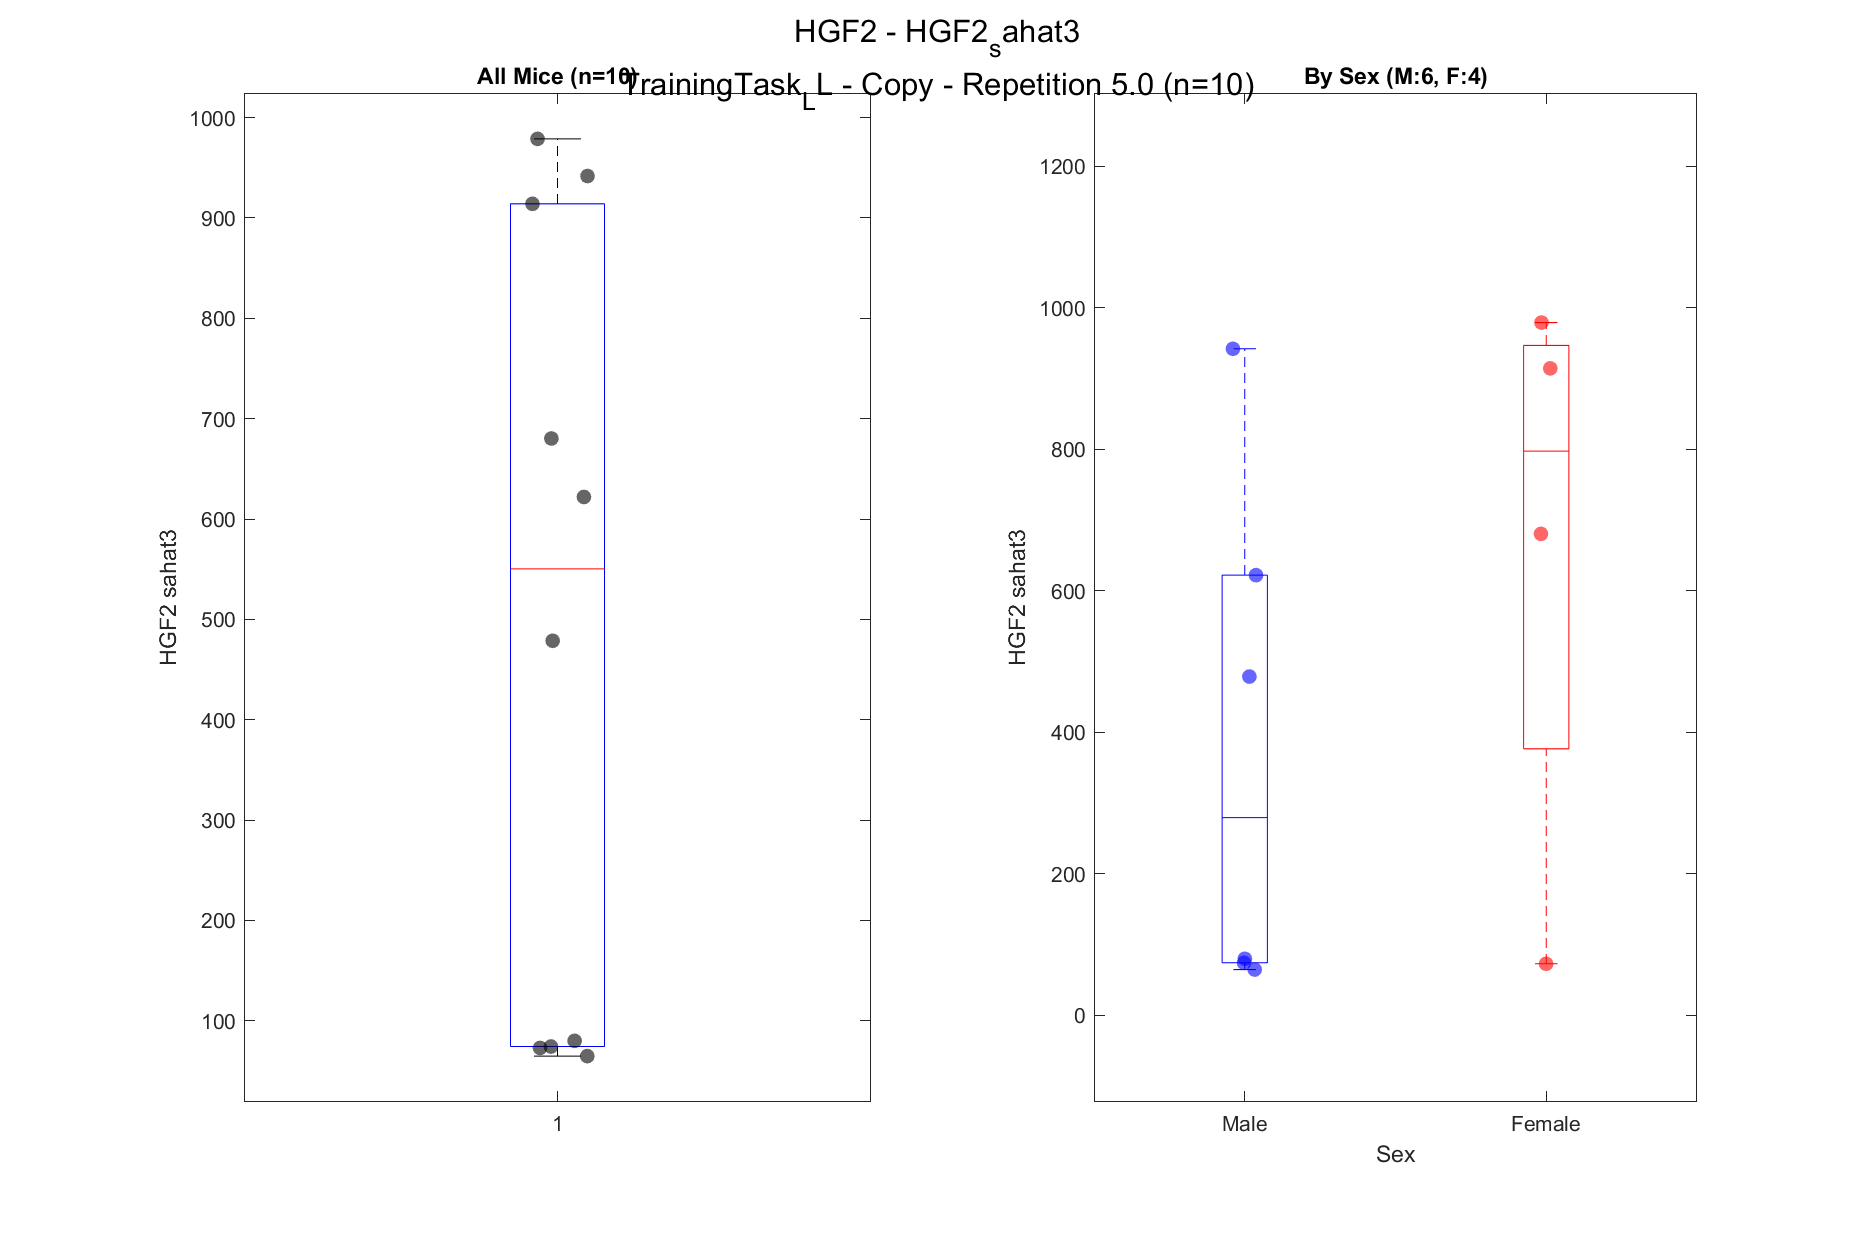 HGF2 - HGF2sahat3
TrainingTaskLL - Copy - Repetition 5.0 (n=10)
All Mice (n=10)
1000
900
800
700
600
500
400
300
200
100
HGF2 sahat3
1
By Sex (M:6, F:4)
1200
1000
800
600
400
200
0
HGF2 sahat3
Male
Female
Sex